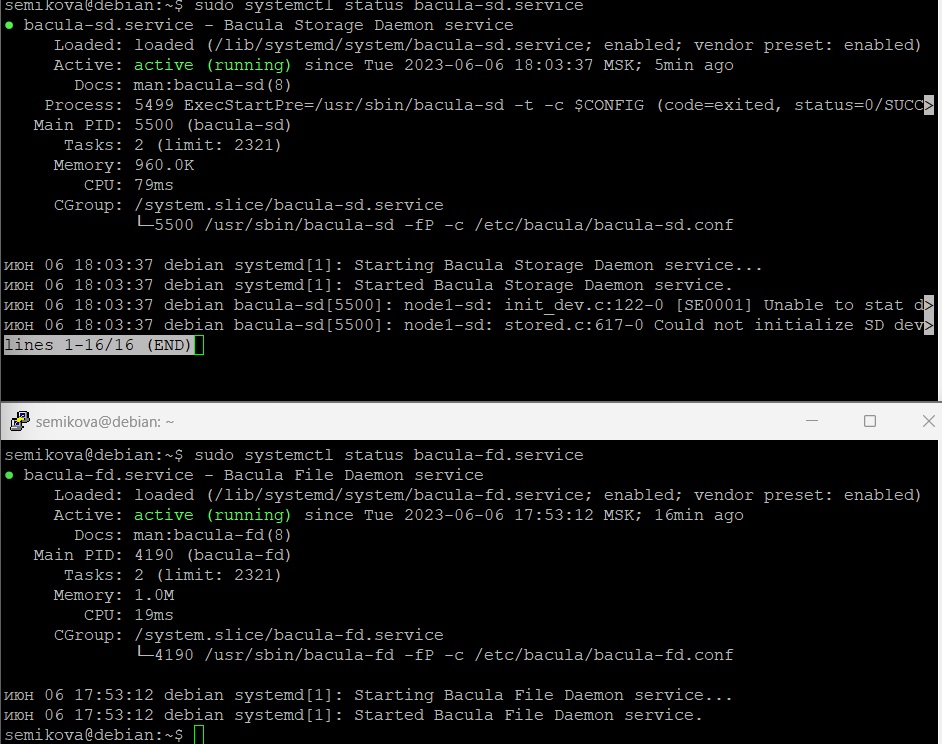 semikova@debian:~$ sudo systemctl status bacula-sd.service
● bacula-sd.service - Bacula Storage Daemon service
     Loaded: loaded (/lib/systemd/system/bacula-sd.service; enabled; vendor preset: enabled)
     Active: active (running) since Tue 2023-06-06 18:03:37 MSK; 5min ago
       Docs: man:bacula-sd(8)
    Process: 5499 ExecStartPre=/usr/sbin/bacula-sd -t -c $CONFIG (code=exited, status=0/SUCC>
   Main PID: 5500 (bacula-sd)
      Tasks: 2 (limit: 2321)
     Memory: 960.0K
        CPU: 79ms
     CGroup: /system.slice/bacula-sd.service
             └─5500 /usr/sbin/bacula-sd -fP -c /etc/bacula/bacula-sd.conf

июн 06 18:03:37 debian systemd[1]: Starting Bacula Storage Daemon service...
июн 06 18:03:37 debian systemd[1]: Started Bacula Storage Daemon service.
июн 06 18:03:37 debian bacula-sd[5500]: node1-sd: init_dev.c:122-0 [SE0001] Unable to stat d>
июн 06 18:03:37 debian bacula-sd[5500]: node1-sd: stored.c:617-0 Could not initialize SD dev>
lines 1-16/16 (END)
semikova@debian: ~
semikova@debian:~$ sudo systemctl status bacula-fd.service
● bacula-fd.service - Bacula File Daemon service
     Loaded: loaded (/lib/systemd/system/bacula-fd.service; enabled; vendor preset: enabled)
     Active: active (running) since Tue 2023-06-06 17:53:12 MSK; 16min ago
       Docs: man:bacula-fd(8)
   Main PID: 4190 (bacula-fd)
      Tasks: 2 (limit: 2321)
     Memory: 1.0M
        CPU: 19ms
     CGroup: /system.slice/bacula-fd.service
             └─4190 /usr/sbin/bacula-fd -fP -c /etc/bacula/bacula-fd.conf

июн 06 17:53:12 debian systemd[1]: Starting Bacula File Daemon service...
июн 06 17:53:12 debian systemd[1]: Started Bacula File Daemon service.
semikova@debian:~$